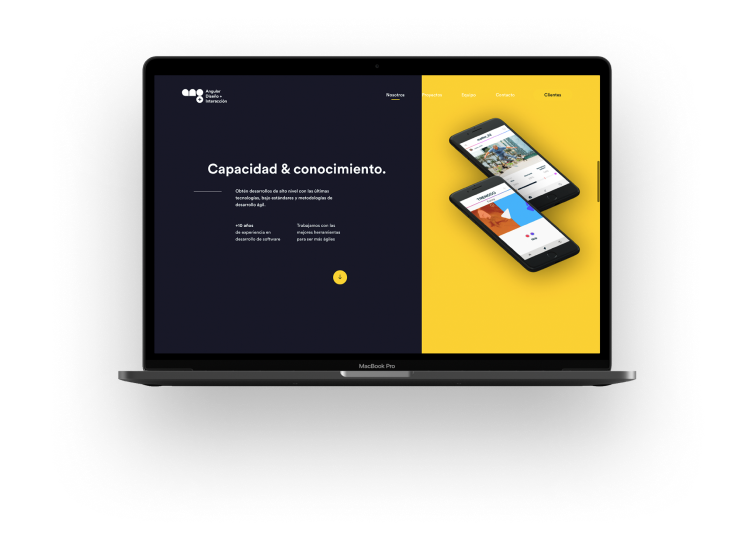 Angular
Diseño +
Interacción
Nosotros
Proyectos
Equipo
Contacto
Clientes
Capacidad & conocimiento.
Obtén desarrollos de alto nivel con las últimas
tecnologías, bajo estándares y metodologías de
desarrollo ágil.
+10 años
de experiencia en
desarrollo de software
Trabajamos con las
mejores herramientas
para ser más ágiles
MacBook Pro